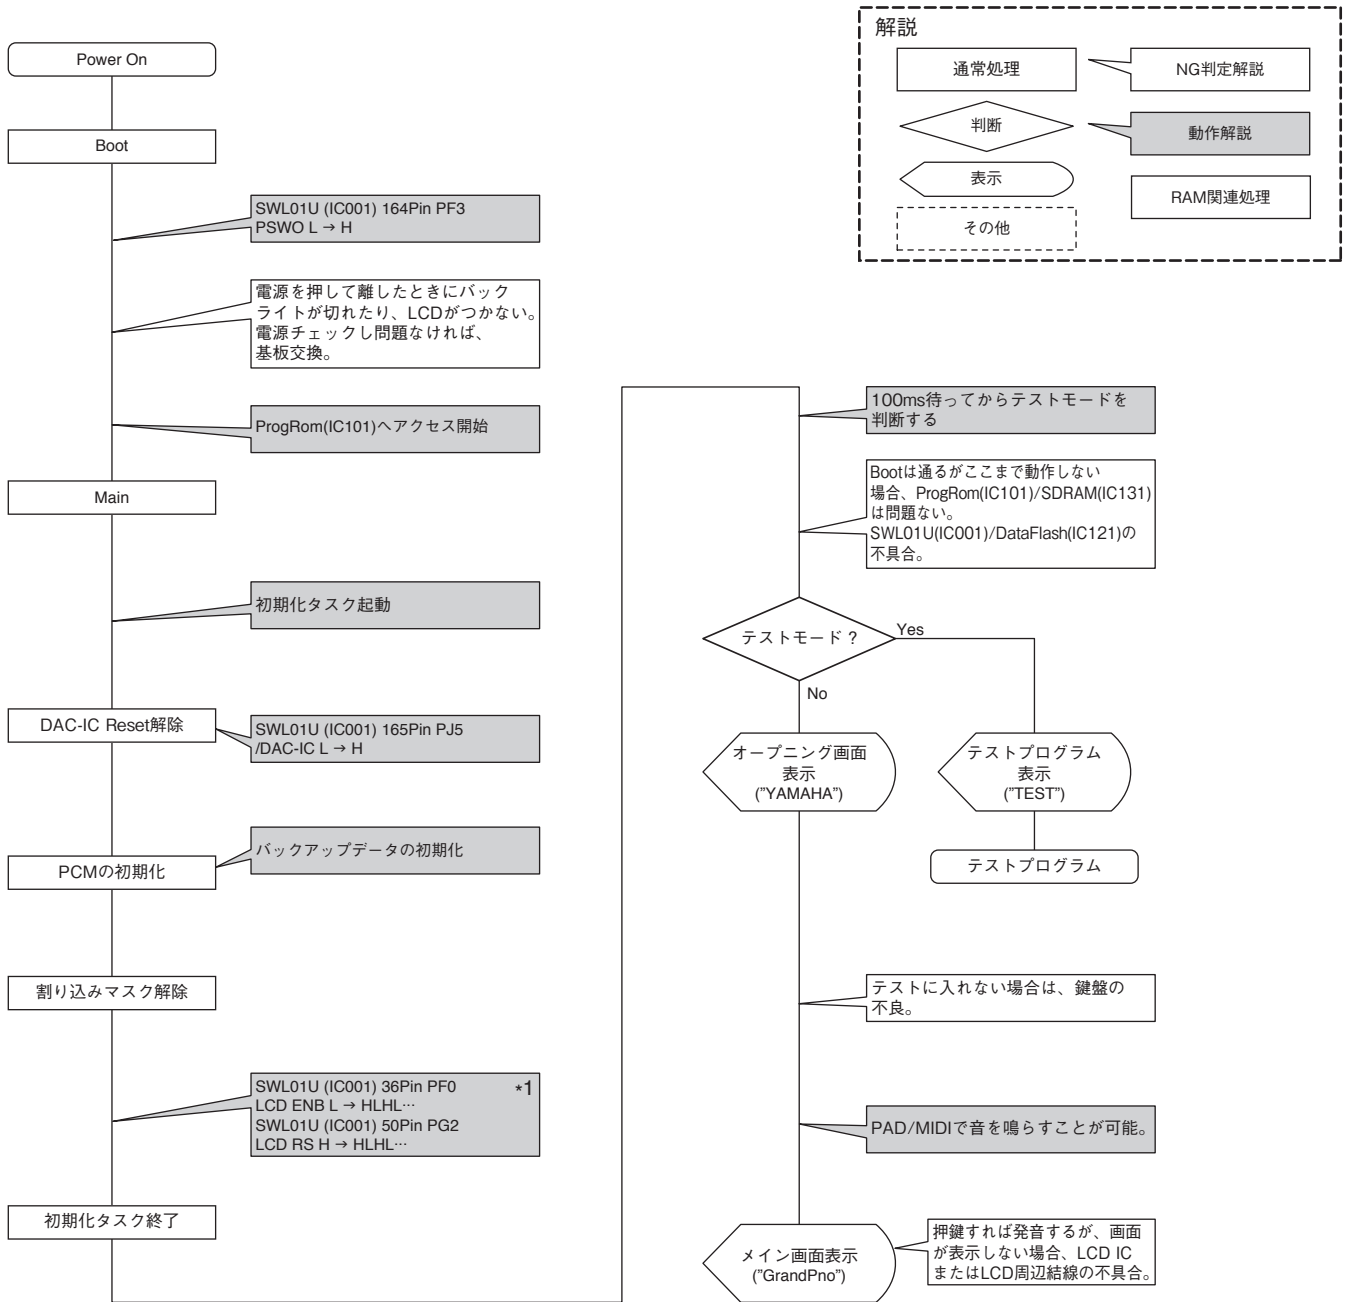 Power On
Boot
SWL01U (IC001) 164Pin PF3
PSWO L → H
電源を押して離したときにバック
ライトが切れたり、LCDがつかない。
電源チェックし問題なければ、
基板交換。
ProgRom(IC101)へアクセス開始
Main
初期化タスク起動
DAC-IC Reset解除
SWL01U (IC001) 165Pin PJ5
/DAC-IC L → H
バックアップデータの初期化
PCMの初期化
割り込みマスク解除
SWL01U (IC001) 36Pin PF0 *1
LCD ENB L → HLHL…
SWL01U (IC001) 50Pin PG2
LCD RS H → HLHL…
初期化タスク終了
解説
通常処理
NG判定解説
判断
動作解説
表示
RAM関連処理
その他
100ms待ってからテストモードを
判断する
Bootは通るがここまで動作しない
場合、ProgRom(IC101)/SDRAM(IC131)
は問題ない。
SWL01U(IC001)/DataFlash(IC121)の
不具合。
テストモード？
Yes
No
オープニング画面
表示
("YAMAHA")
テストプログラム
表示
("TEST")
テストプログラム
テストに入れない場合は、鍵盤の
不良。
PAD/MIDIで音を鳴らすことが可能。
メイン画面表示
("GrandPno")
押鍵すれば発音するが、画面
が表示しない場合、LCD IC
またはLCD周辺結線の不具合。